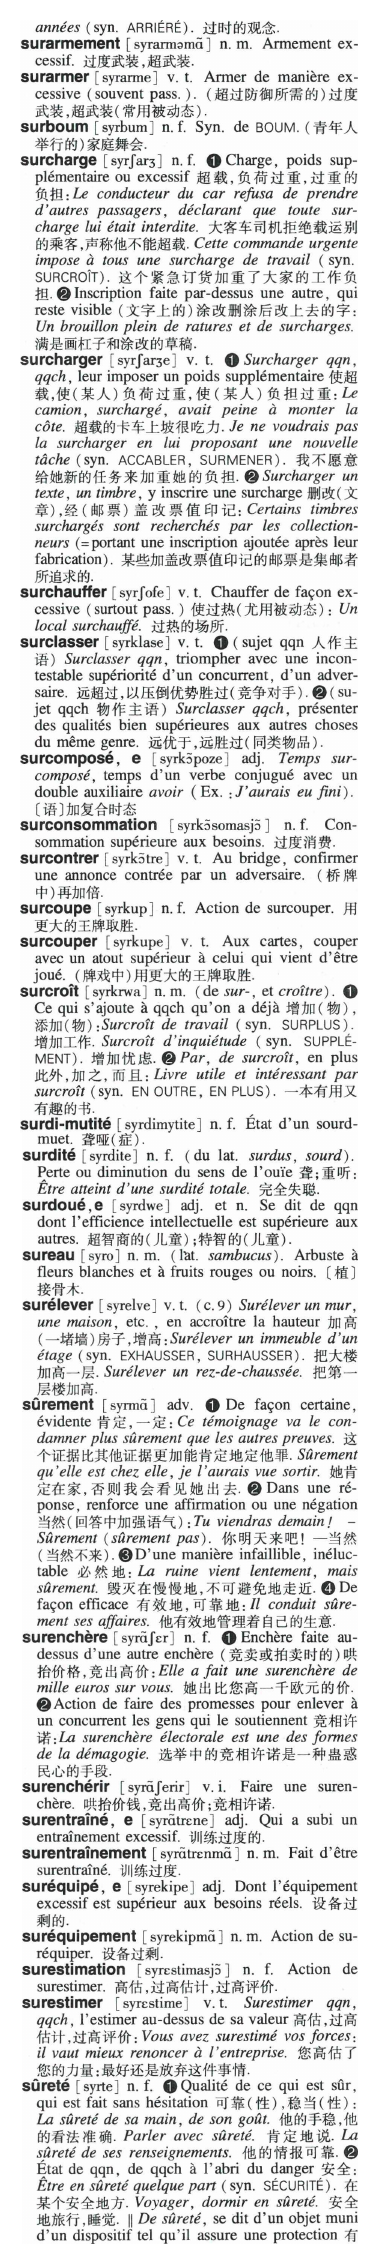 années (syn. ARRIÉRÉ). 过时的观念.
surarmement [syrarməmɑ̃] n. m. Armement ex-
cessif. 过度武装,超武装.
surarmer [syrarme] v. t. Armer de manière ex-
cessive (souvent pass.). (超过防御所需的)过度
武装,超武装(常用被动态).
surboum [syrbum] n. f. Syn. de BOUM. (青年人
举行的)家庭舞会.
surcharge [syrʃarʒ] n. f. ❶ Charge, poids sup-
plémentaire ou excessif 超载,负荷过重,过重的
负担: Le conducteur du car refusa de prendre
d'autres passagers, déclarant que toute sur-
charge lui était interdite. 大客车司机拒绝载运别
的乘客,声称他不能超载. Cette commande urgente
impose à tous une surcharge de travail (syn.
SURCROÎT). 这个紧急订货加重了大家的工作负
担. ❷ Inscription faite par-dessus une autre, qui
reste visible (文字上的)涂改删涂后改上去的字:
Un brouillon plein de ratures et de surcharges.
满是画杠子和涂改的草稿.
surcharger [syrʃarʒe] v. t. ❶ Surcharger qqn,
qqch, leur imposer un poids supplémentaire 使超
载,使(某人)负荷过重,使(某人)负担过重: Le
camion, surchargé, avait peine à monter la
côte. 超载的卡车上坡很吃力. Je ne voudrais pas
la surcharger en lui proposant une nouvelle
tâche (syn. ACCABLER, SURMENER). 我不愿意
给她新的任务来加重她的负担. ❷ Surcharger un
texte, un timbre, y inscrire une surcharge 删改(文
章),经(邮票)盖改票值印记: Certains timbres
surchargés sont recherchés par les collection-
neurs (=portant une inscription ajoutée après leur
fabrication). 某些加盖改票值印记的邮票是集邮者
所追求的.
surchauffer [syrʃofe] v. t. Chauffer de façon ex-
cessive (surtout pass.) 使过热(尤用被动态): Un
local surchauffé. 过热的场所.
surclasser [syrklase] v. t. ❶ (sujet qqn 人作主
语) Surclasser qqn, triompher avec une incon-
testable supériorité d'un concurrent, d'un adver-
saire. 远超过,以压倒优势胜过(竞争对手). ❷ (su-
jet qqch 物作主语) Surclasser qqch, présenter
des qualités bien supérieures aux autres choses
du même genre. 远优于,远胜过(同类物品).
surcomposé, e [syrkɔ̃poze] adj. Temps sur-
composé, temps d'un verbe conjugué avec un
double auxiliaire avoir (Ex. : J'aurais eu fini).
〔语〕加复合时态
surconsommation [syrkɔ̃sɔmasjɔ̃] n. f. Con-
sommation supérieure aux besoins. 过度消费.
surcontrer [syrkɔ̃tre] v. t. Au bridge, confirmer
une annonce contrée par un adversaire. (桥牌
中)再加倍.
surcoupe [syrkup] n. f. Action de surcouper. 用
更大的王牌取胜.
surcouper [syrkupe] v. t. Aux cartes, couper
avec un atout supérieur à celui qui vient d'être
joué. (牌戏中)用更大的王牌取胜.
surcroît [syrkrwa] n. m. (de sur-, et croître). ❶
Ce qui s'ajoute à qqch qu'on a déjà 增加(物),
添加(物): Surcroît de travail (syn. SURPLUS).
增加工作. Surcroît d'inquiétude (syn. SUPPLÉ-
MENT). 增加忧虑. ❷ Par, de surcroît, en plus
此外,加之,而且: Livre utile et intéressant par
surcroît (syn. EN OUTRE, EN PLUS). 一本有用又
有趣的书.
surdi-mutité [syrdimytite] n. f. État d'un sourd-
muet. 聋哑(症).
surdité [syrdite] n. f. (du lat. surdus, sourd).
Perte ou diminution du sens de l'ouïe 聋;重听:
Être atteint d'une surdité totale. 完全失聪.
surdoué, e [syrdwe] adj. et n. Se dit de qqn
dont l'efficience intellectuelle est supérieure aux
autres. 超智商的(儿童);特智的(儿童).
sureau [syro] n. m. (lat. sambucus). Arbuste à
fleurs blanches et à fruits rouges ou noirs. 〔植〕
接骨木.
surélever [syrelve] v. t. (c. 9) Surélever un mur,
une maison, etc., en accroître la hauteur 加高
(一堵墙)房子,增高: Surélever un immeuble d'un
étage (syn. EXHAUSSER, SURHAUSSER). 把大楼
加高一层. Surélever un rez-de-chaussée. 把第一
层楼加高.
sûrement [syrmɑ̃] adv. ❶ De façon certaine,
évidente 肯定,一定: Ce témoignage va le con-
damner plus sûrement que les autres preuves. 这
个证据比其他证据更加能肯定地定他罪. Sûrement
qu'elle est chez elle, je l'aurais vue sortir. 她肯
定在家,否则我会看见她出去. ❷ Dans une ré-
ponse, renforce une affirmation ou une négation
当然(回答中加强语气): Tu viendras demain! –
Sûrement (sûrement pas). 你明天来吧! —当然
(当然不来). ❸ D'une manière infaillible, inéluc-
table 必然地: La ruine vient lentement, mais
sûrement. 毁灭在慢慢地,不可避免地走近. ❹ De
façon efficace 有效地,可靠地: Il conduit sûre-
ment ses affaires. 他有效地管理着自己的生意.
surenchère [syrɑ̃ʃɛr] n. f. ❶ Enchère faite au-
dessus d'une autre enchère (竞卖或拍卖时的)哄
抬价格,竞出高价: Elle a fait une surenchère de
mille euros sur vous. 她出比您高一千欧元的价.
❷ Action de faire des promesses pour enlever à
un concurrent les gens qui le soutiennent 竞相许
诺: La surenchère électorale est une des formes
de la démagogie. 选举中的竞相许诺是一种蛊惑
民心的手段.
surenchérir [syrɑ̃ʃerir] v. i. Faire une suren-
chère. 哄抬价钱,竞出高价;竞相许诺.
surentraîné, e [syrɑ̃trɛne] adj. Qui a subi un
entraînement excessif. 训练过度的.
surentraînement [syrɑ̃trɛnmɑ̃] n. m. Fait d'être
surentraîné. 训练过度.
suréquipé, e [syrekipe] adj. Dont l'équipement
excessif est supérieur aux besoins réels. 设备过
剩的.
suréquipement [syrekipmɑ̃] n. m. Action de su-
réquiper. 设备过剩.
surestimation [syrɛstimasjɔ̃] n. f. Action de
surestimer. 高估,过高估计,过高评价.
surestimer [syrɛstime] v. t. Surestimer qqn,
qqch, l'estimer au-dessus de sa valeur 高估,过高
估计,过高评价: Vous avez surestimé vos forces:
il vaut mieux renoncer à l'entreprise. 您高估了
您的力量:最好还是放弃这件事情.
sûreté [syrte] n. f. ❶ Qualité de ce qui est sûr,
qui est fait sans hésitation 可靠(性),稳当(性):
La sûreté de sa main, de son goût. 他的手稳,他
的看法准确. Parler avec sûreté. 肯定地说. La
sûreté de ses renseignements. 他的情报可靠. ❷
État de qqn, de qqch à l'abri du danger 安全:
Être en sûreté quelque part (syn. SÉCURITÉ). 在
某个安全地方. Voyager, dormir en sûreté. 安全
地旅行,睡觉. ‖ De sûreté, se dit d'un objet muni
d'un dispositif tel qu'il assure une protection 有